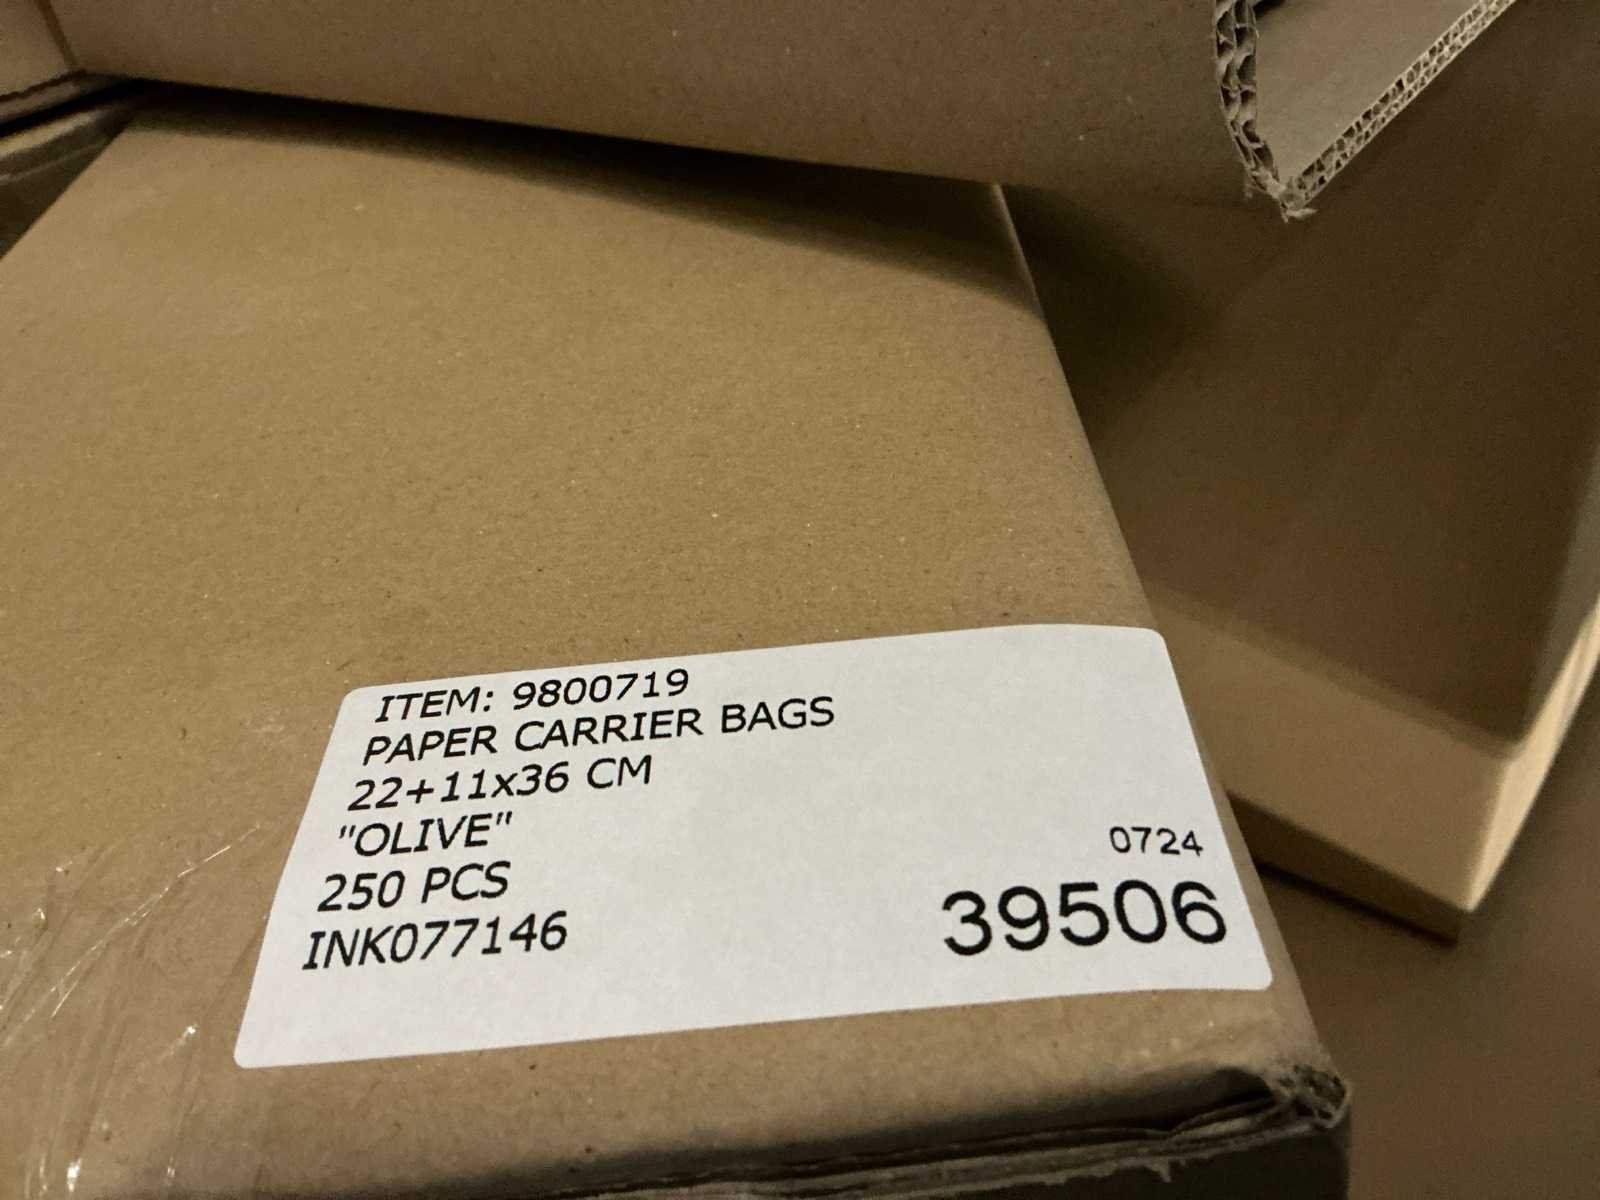 ITEM: 9800719
PAPER CARRIER BAGS
22+11x36 CM
"OLIVE"
250 PCS
INK077146
0724
39506